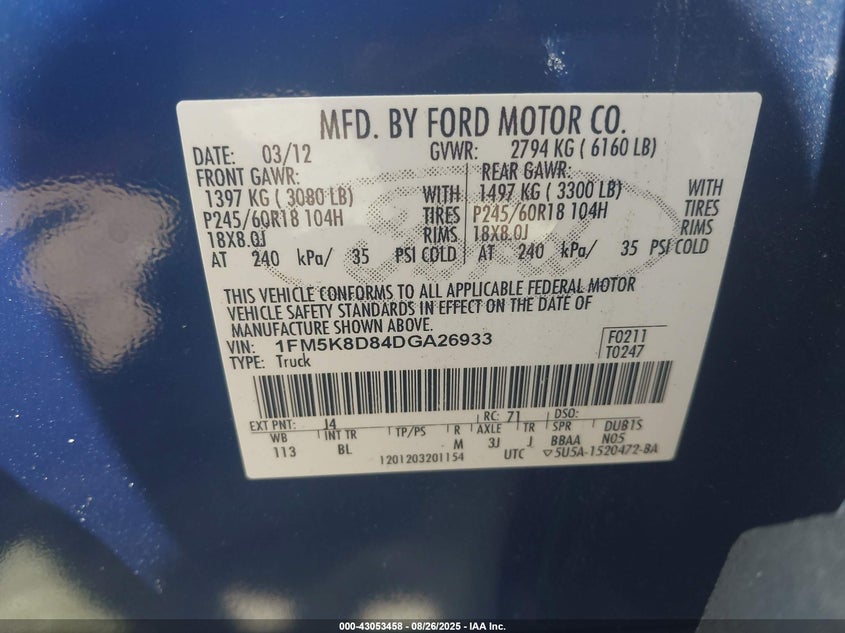 MFD. BY FORD MOTOR CO.
DATE: 03/12 GVWR: 2794 KG ( 6160 LB)
FRONT GAWR: REAR GAWR:
1397 KG ( 3080 LB) WITH 1497 KG ( 3300 LB) WITH
P245/60R18 104H TIRES P245/60R18 104H TIRES
18X8.0J RIMS 18X8.0J RIMS
AT 240 kPa/ 35 PSI COLD AT 240 kPa/ 35 PSI COLD
THIS VEHICLE CONFORMS TO ALL APPLICABLE FEDERAL MOTOR
VEHICLE SAFETY STANDARDS IN EFFECT ON THE DATE OF
MANUFACTURE SHOWN ABOVE.
VIN: 1FM5K8D84DGA26933 F0211
TYPE: Truck T0247
EXT PNT: J4 RC: 71 DSO:
WB INT TR TP/PS R AXLE TR SPR DUB1S
113 BL M 3J J BBAA N05
1201203201154 UTC 5U5A-1520472-BA
000-43053458 - 08/26/2025 - IAA Inc.